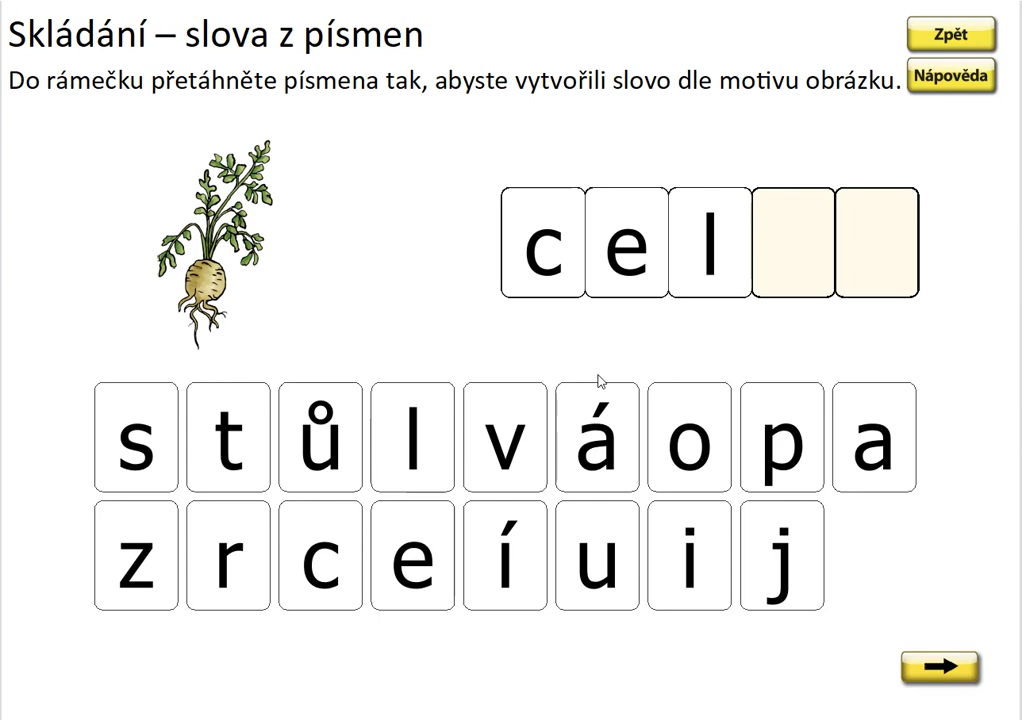 Skládání – slova z písmen
Zpět
Do rámečku přetáhněte písmena tak, abyste vytvořili slovo dle motivu obrázku.
Nápověda
c e l
s t ů l v á o p a
z r c e í u i j